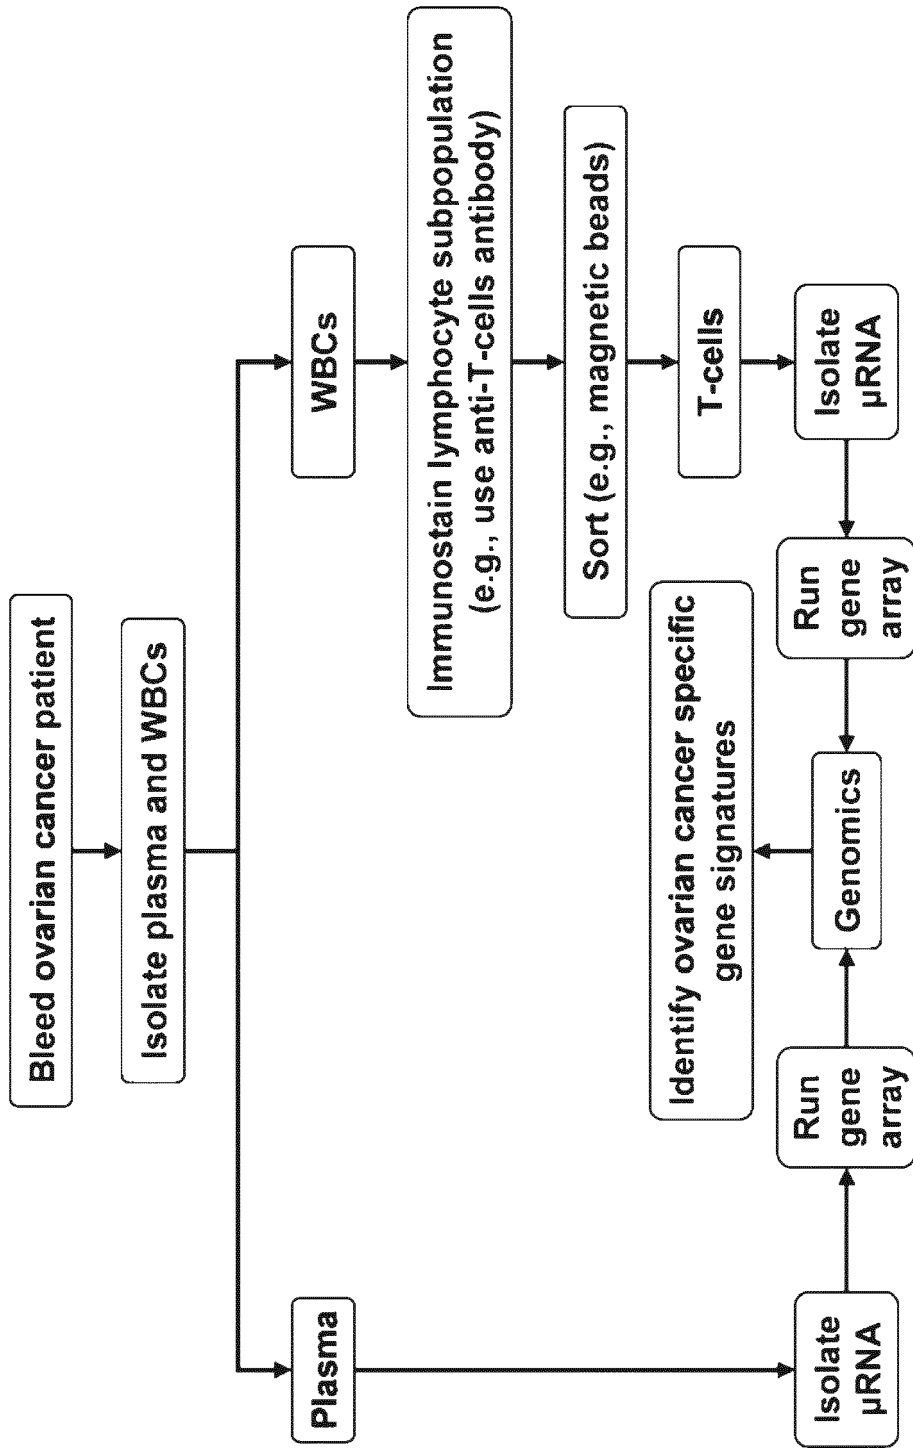 Bleed ovarian cancer patient
Isolate plasma and WBCs
Plasma
WBCs
Immunostain lymphocyte subpopulation
(e.g., use anti-T-cells antibody)
Sort (e.g., magnetic beads)
T-cells
Identify ovarian cancer specific
gene signatures
Isolate
µRNA
Run
gene
array
Genomics
Run
gene
array
Isolate
µRNA